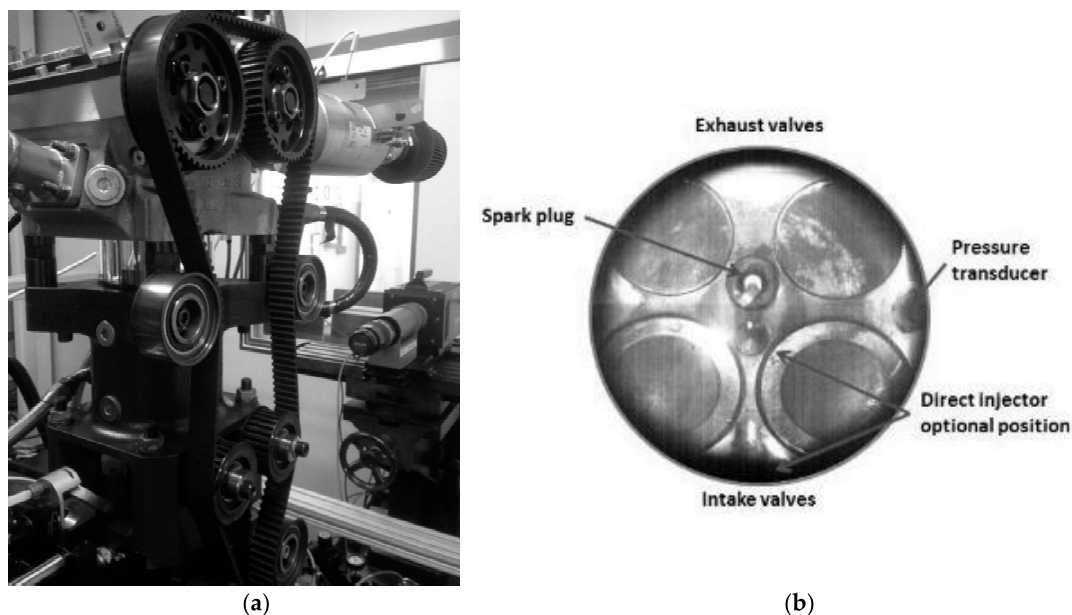 Exhaust valves
Spark plug
Pressure
transducer
Direct injector
optional position
Intake valves
(a)
(b)